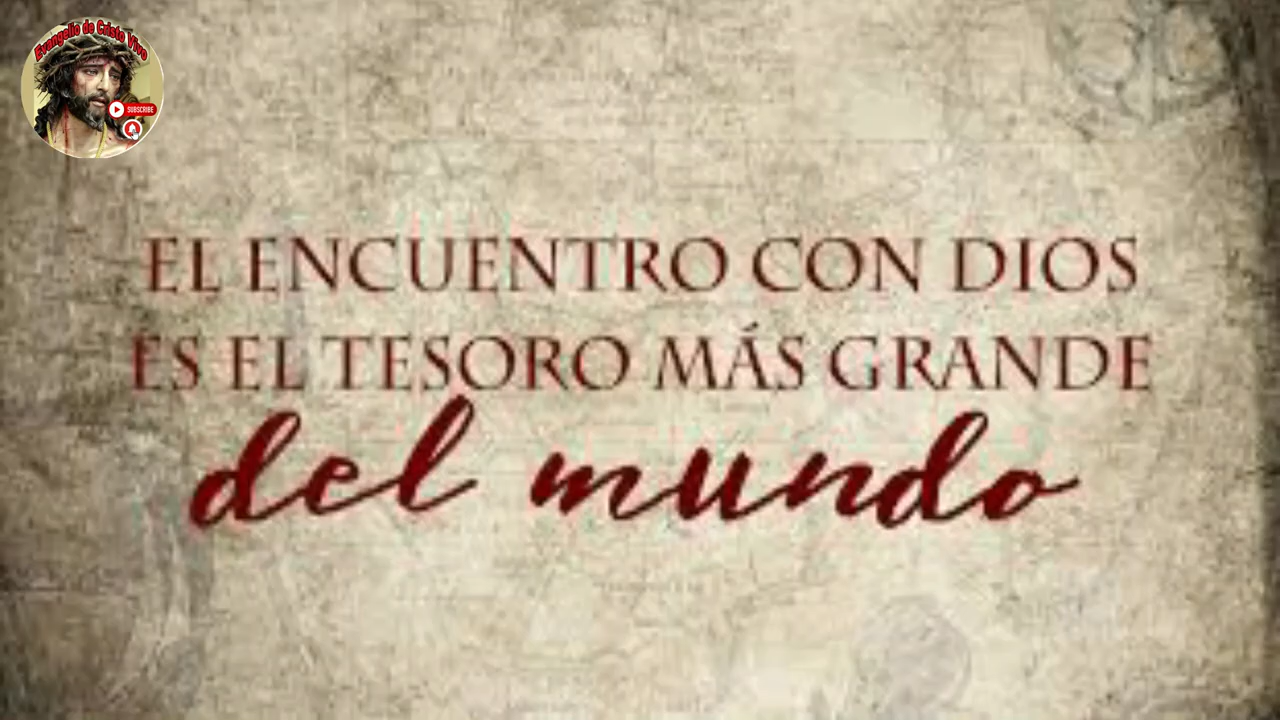 Evangelio de Cristo Vivo
SUBSCRIBE
EL ENCUENTRO CON DIOS
ES EL TESORO MÁS GRANDE
del mundo